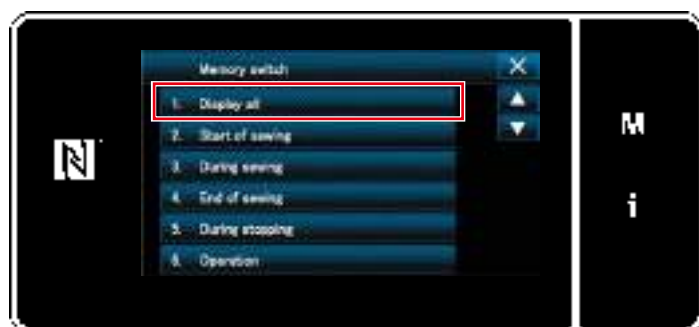 Memory switch
1. Display all
2. Start of sewing
3. During sewing
4. End of sewing
5. During stopping
6. Operation
M
i